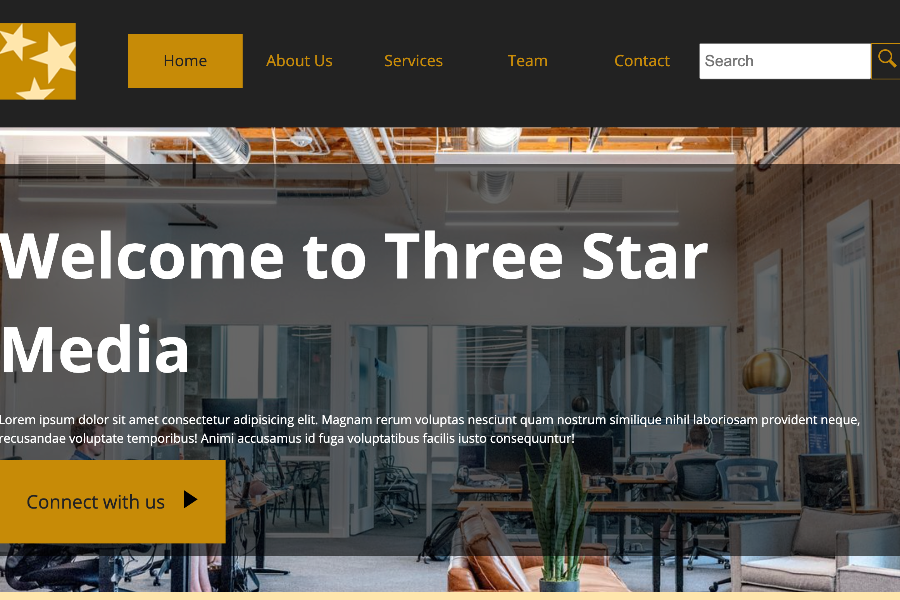 Home
About Us
Services
Team
Contact
Search
Welcome to Three Star
Media
Lorem ipsum dolor sit amet consectetur adipisicing elit. Magnam rerum voluptas nesciunt quam nostrum similique nihil laboriosam provident neque,
recusandae voluptate temporibus! Animi accusamus id fuga voluptatibus facilis iusto consequuntur!
Connect with us